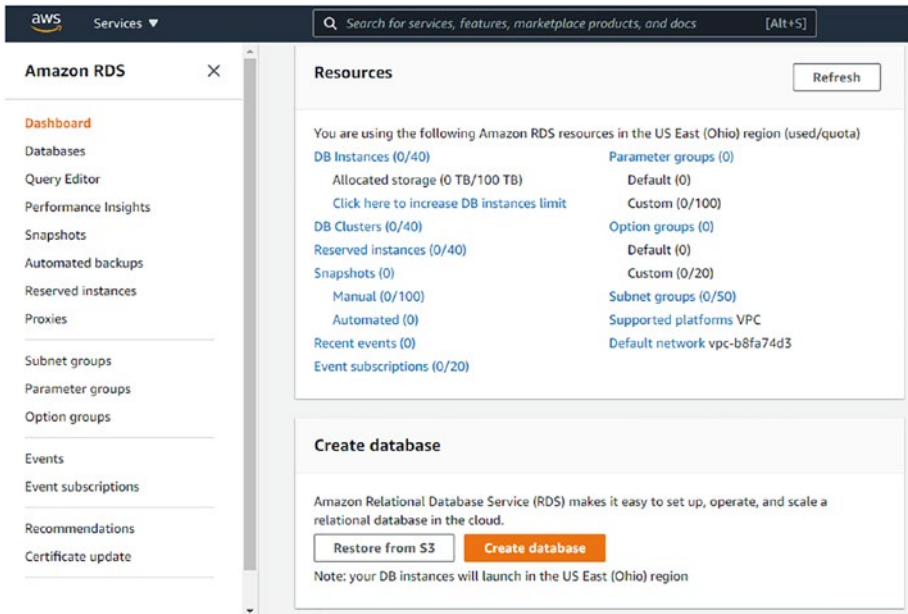 aws
Services ▼
Search for services, features, marketplace products, and docs [Alt+S]
Amazon RDS
Dashboard
Databases
Query Editor
Performance Insights
Snapshots
Automated backups
Reserved instances
Proxies
Subnet groups
Parameter groups
Option groups
Events
Event subscriptions
Recommendations
Certificate update
Resources
Refresh
You are using the following Amazon RDS resources in the US East (Ohio) region (used/quota)
DB Instances (0/40)
Allocated storage (0 TB/100 TB)
Click here to increase DB instances limit
DB Clusters (0/40)
Reserved instances (0/40)
Snapshots (0)
Manual (0/100)
Automated (0)
Recent events (0)
Event subscriptions (0/20)
Parameter groups (0)
Default (0)
Custom (0/100)
Option groups (0)
Default (0)
Custom (0/20)
Subnet groups (0/50)
Supported platforms VPC
Default network vpc-b8fa74d3
Create database
Amazon Relational Database Service (RDS) makes it easy to set up, operate, and scale a
relational database in the cloud.
Restore from S3
Create database
Note: your DB instances will launch in the US East (Ohio) region